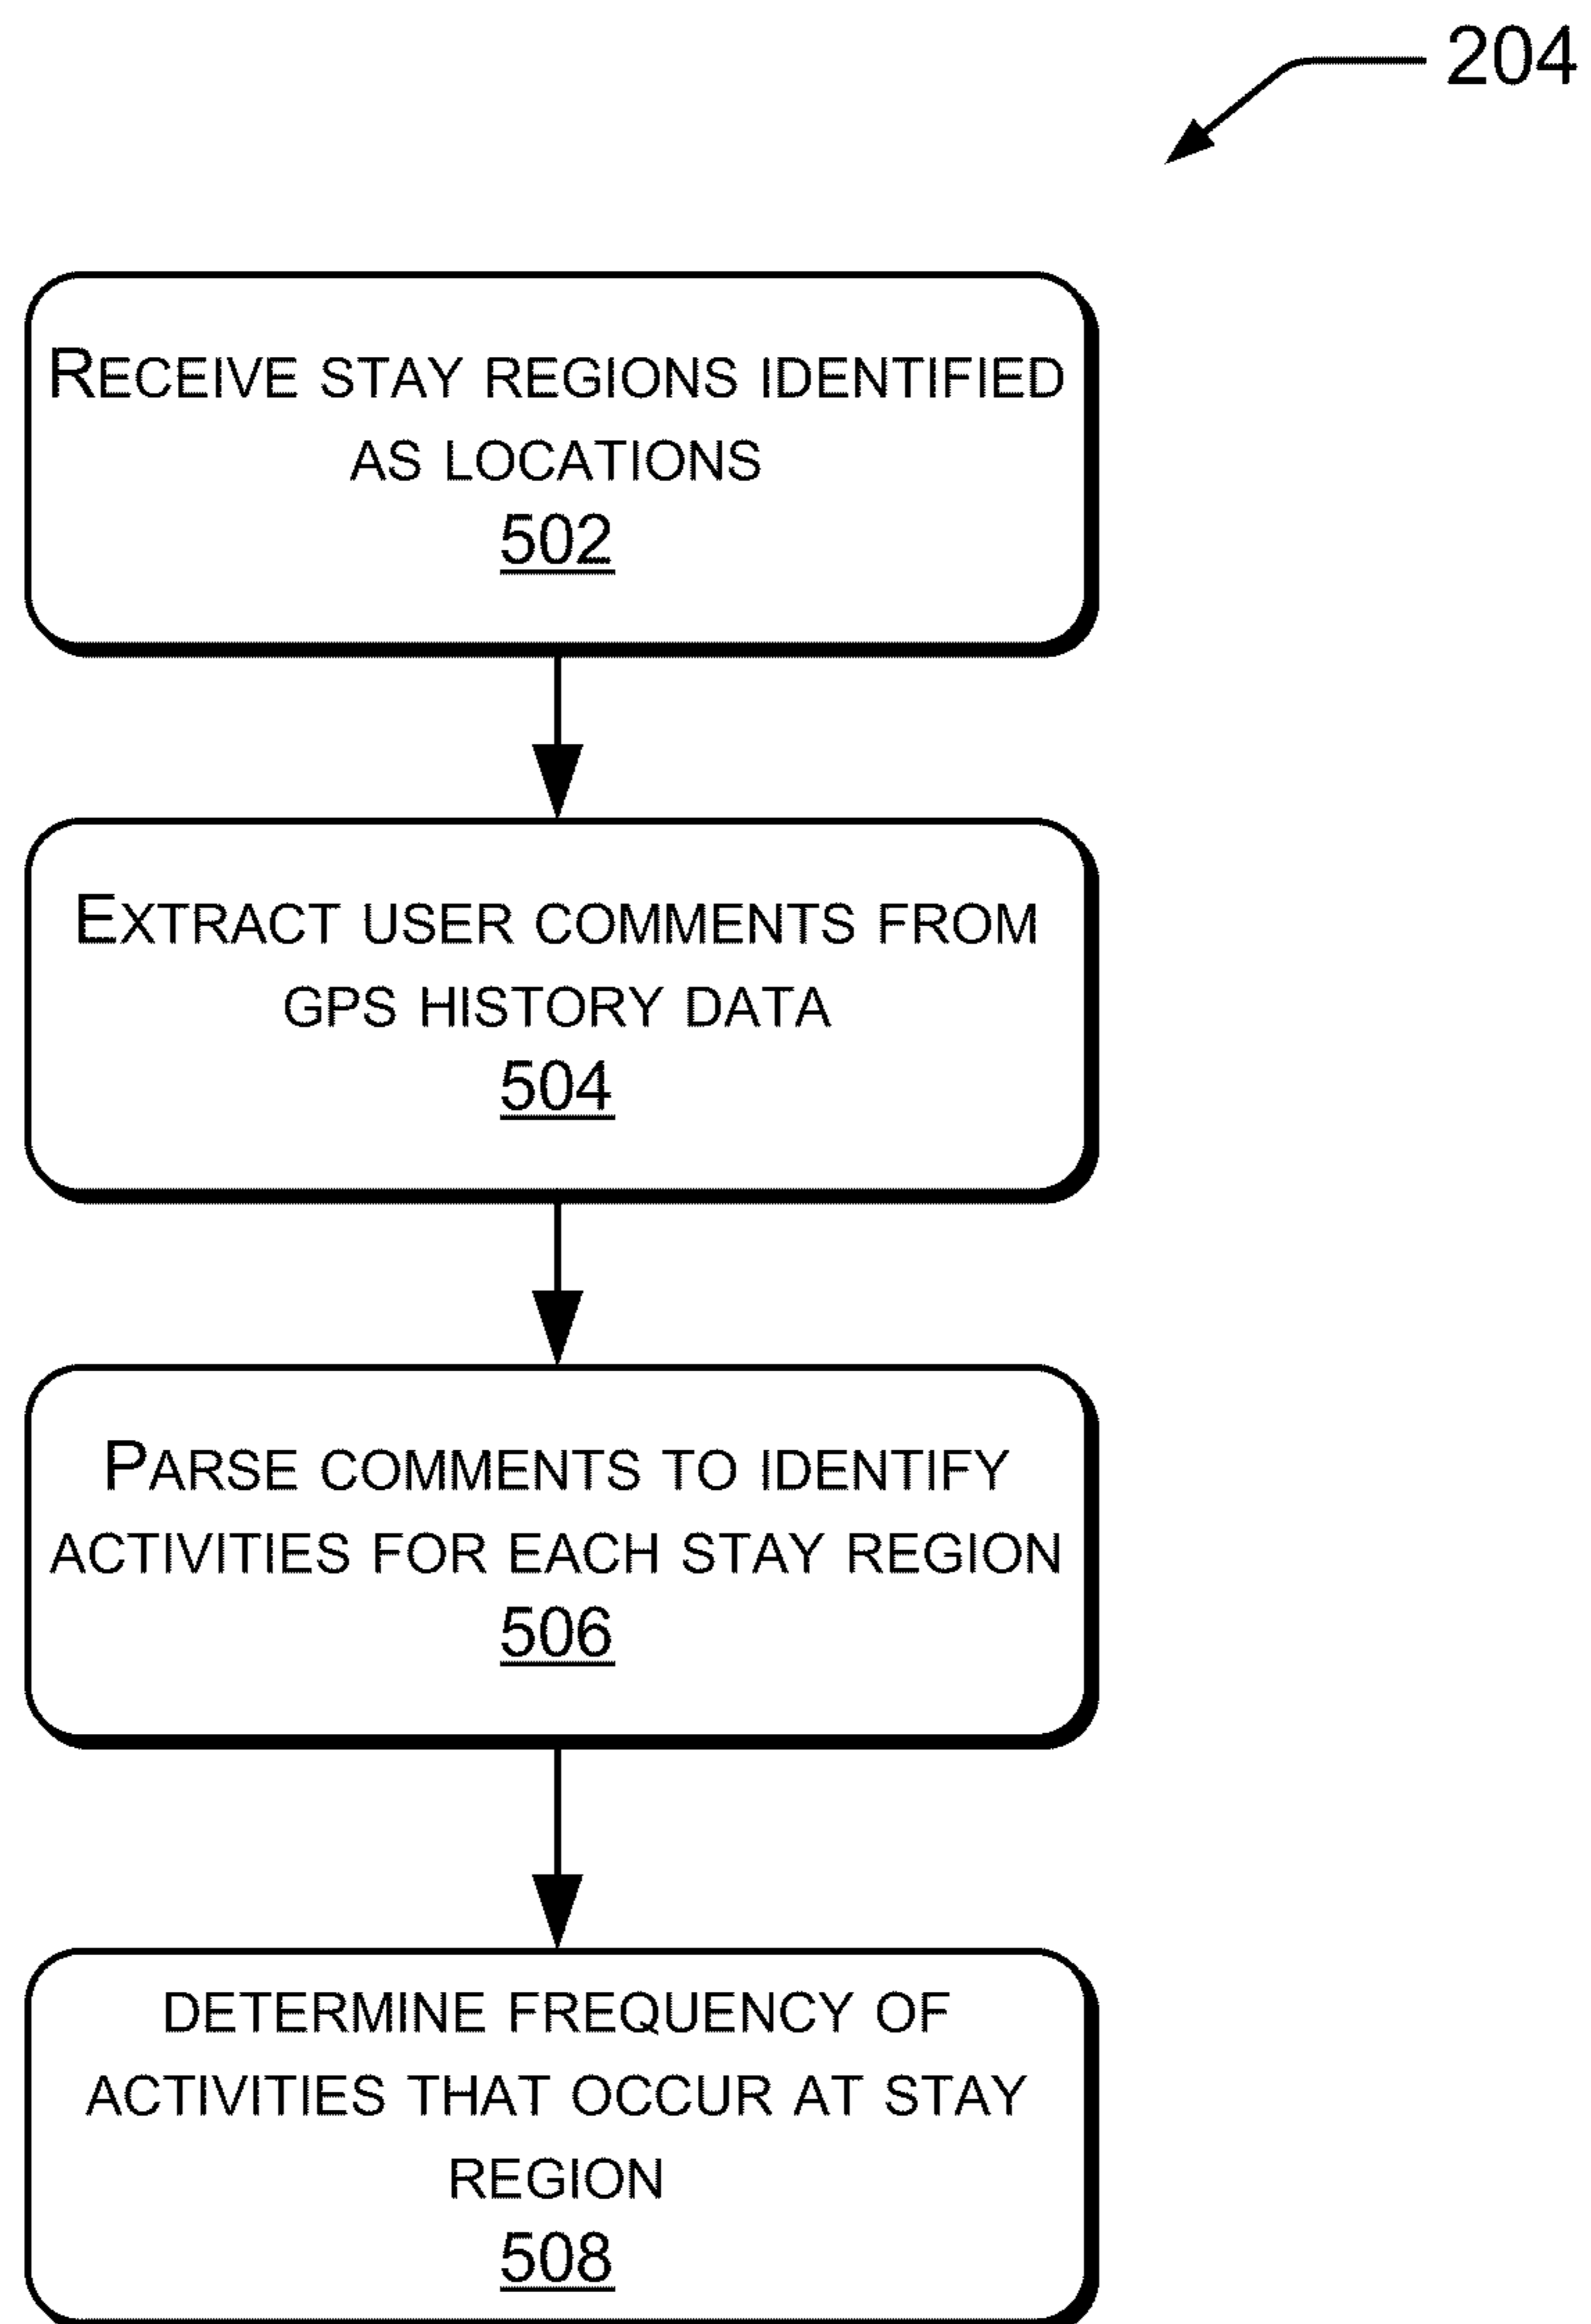 204
RECEIVE STAY REGIONS IDENTIFIED
AS LOCATIONS
502
EXTRACT USER COMMENTS FROM
GPS HISTORY DATA
504
PARSE COMMENTS TO IDENTIFY
ACTIVITIES FOR EACH STAY REGION
506
DETERMINE FREQUENCY OF
ACTIVITIES THAT OCCUR AT STAY
REGION
508